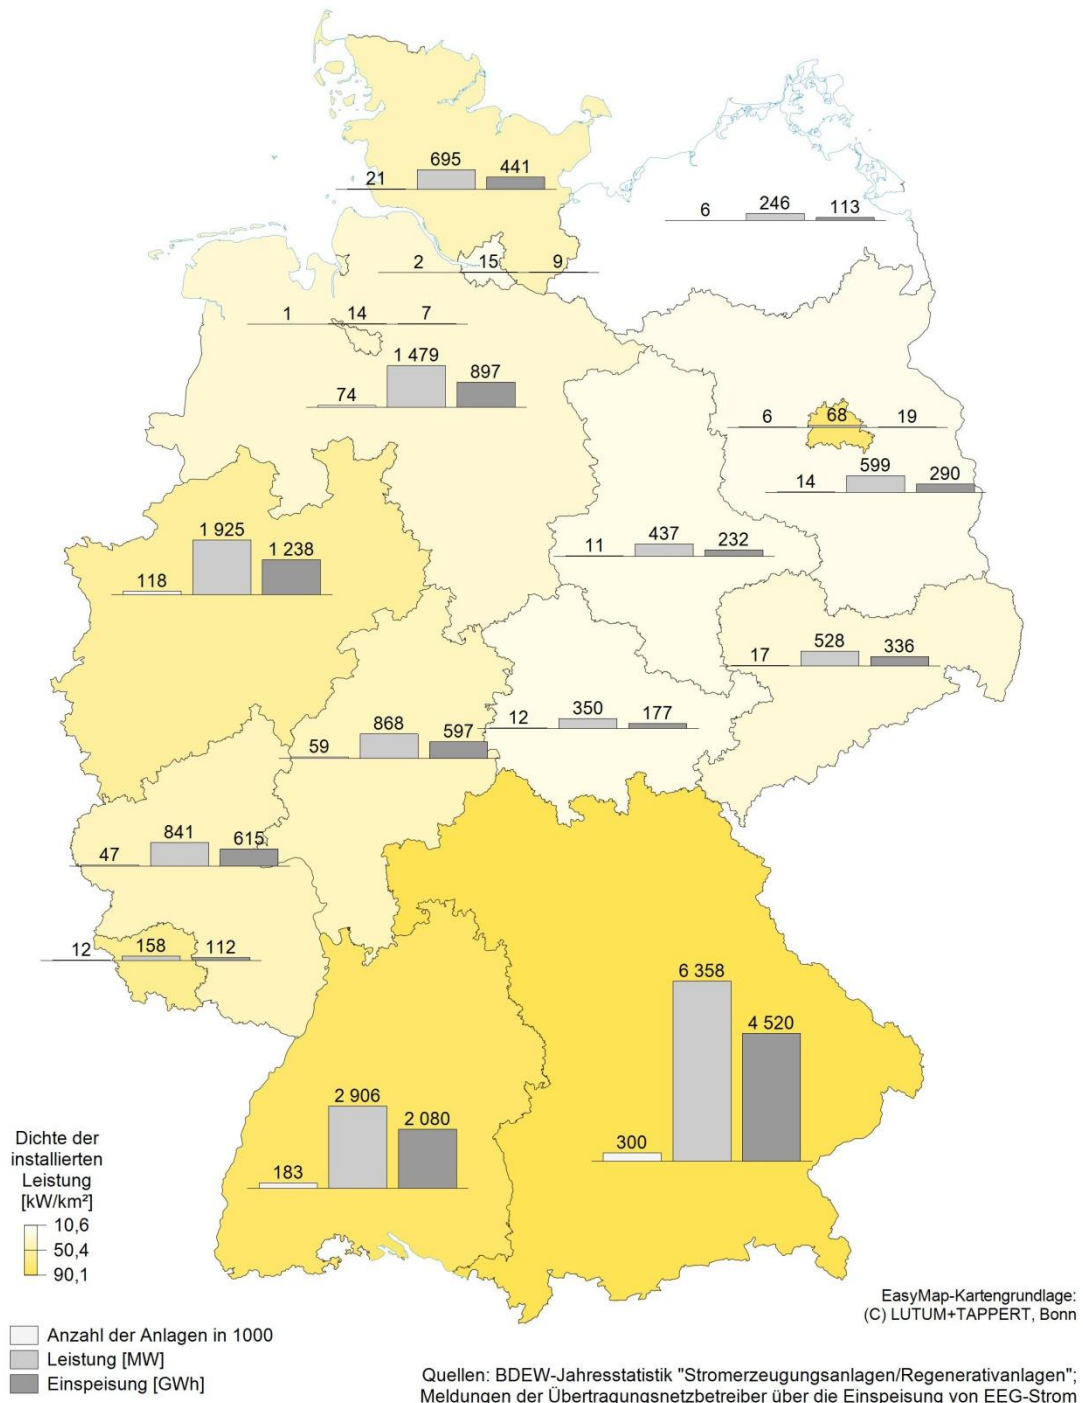 695
21 441
246
6 113
2 15 9
1 14 7
1 479
897
74
6 68 19
599
14 290
1 925
1 238
118
437
11 232
528
17 336
868
59 597
350
12 177
841
47 615
12 158 112
6 358
4 520
300
2 906
2 080
183
Dichte der
installierten
Leistung
[kW/km²]
10,6
50,4
90,1
EasyMap-Kartengrundlage:
(C) LUTUM+TAPPERT, Bonn
Anzahl der Anlagen in 1000
Leistung [MW]
Einspeisung [GWh]
Quellen: BDEW-Jahresstatistik "Stromerzeugungsanlagen/Regenerativanlagen";
Meldungen der Übertragungsnetzbetreiber über die Einspeisung von EEG-Strom